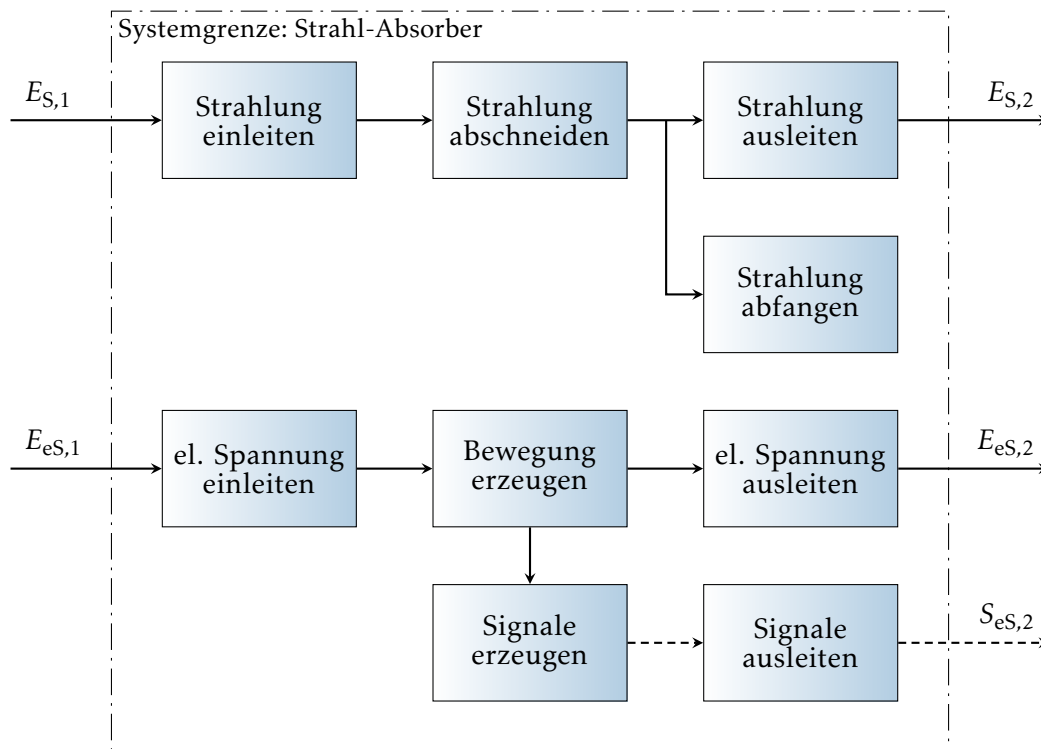 Systemgrenze: Strahl-Absorber
E_S,1
Strahlung
einleiten
Strahlung
abschneiden
Strahlung
ausleiten
E_S,2
Strahlung
abfangen
E_eS,1
el. Spannung
einleiten
Bewegung
erzeugen
el. Spannung
ausleiten
E_eS,2
Signale
erzeugen
Signale
ausleiten
S_eS,2